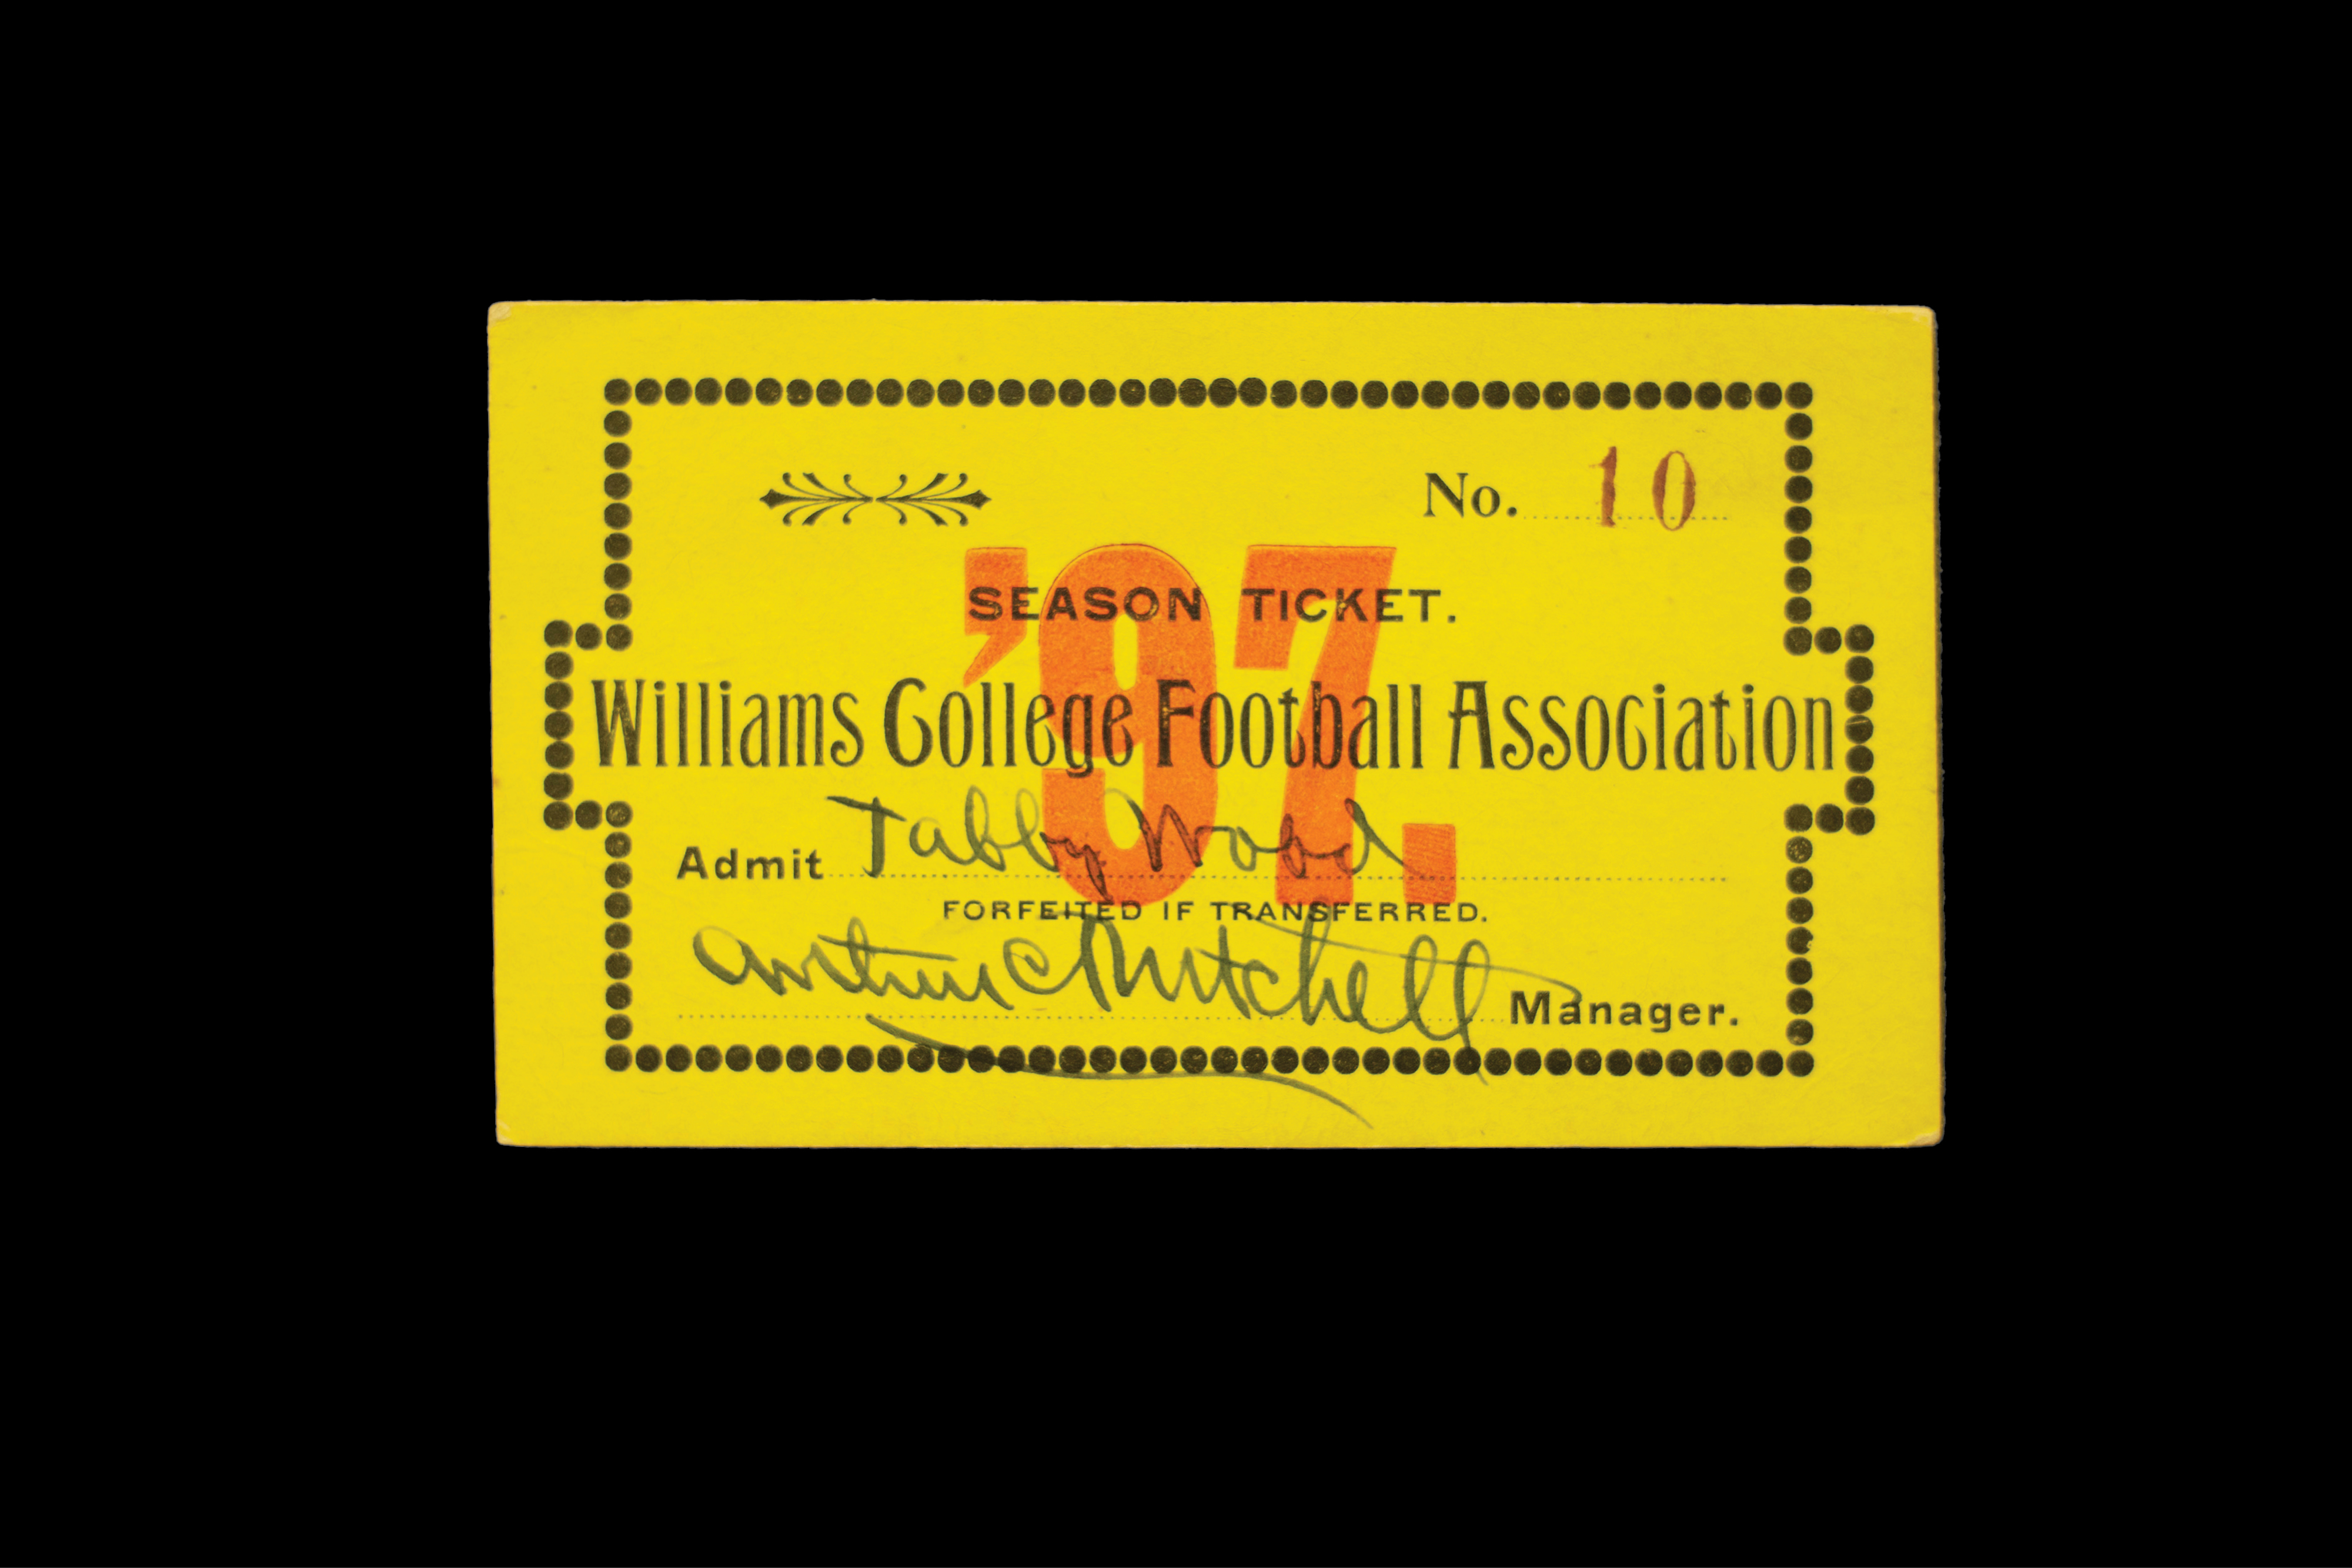 No. 10
'97.
SEASON TICKET.
Williams College Football Association
Admit Tabby Wood
FORFEITED IF TRANSFERRED.
Arthur C Mitchell Manager.